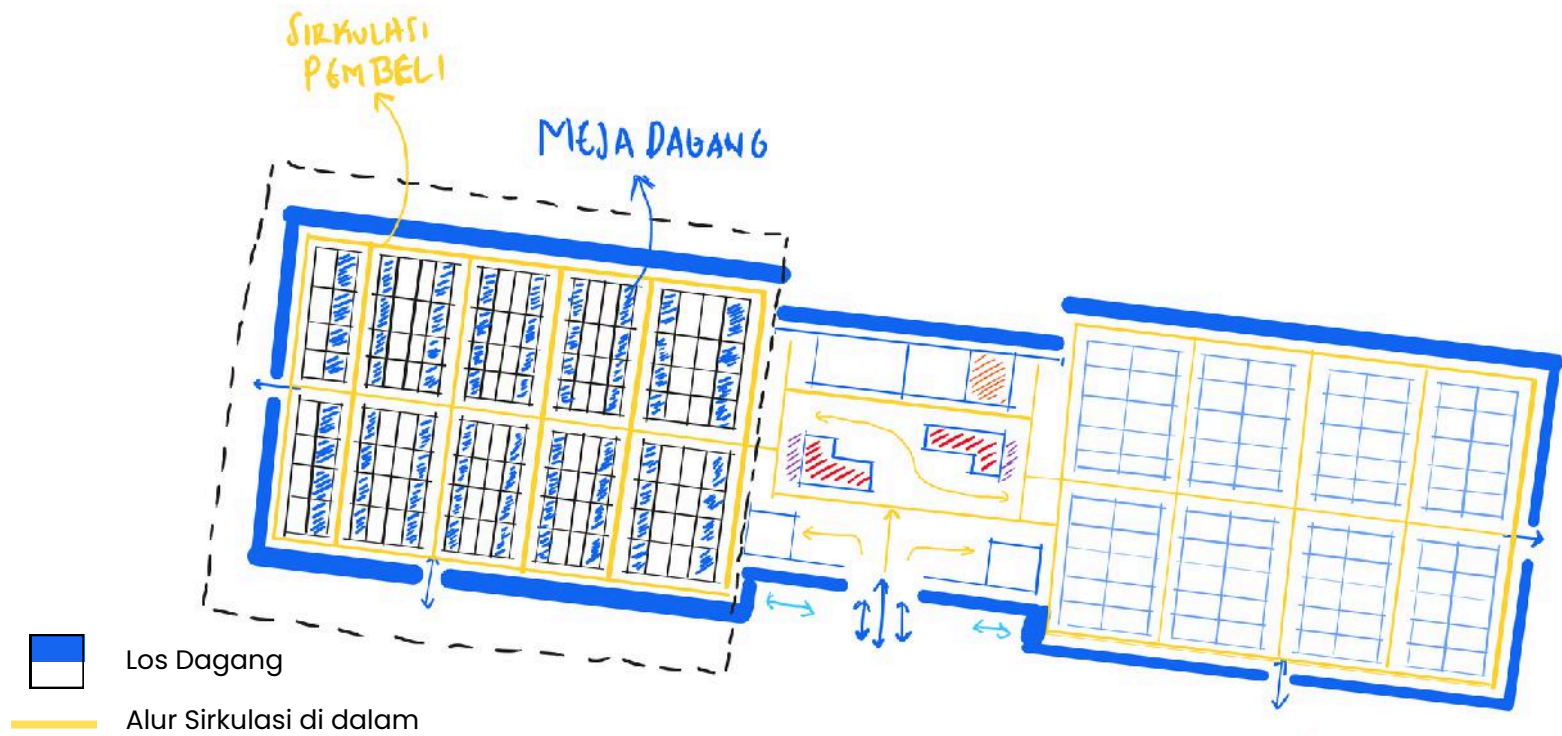 SIRKULASI
PEMBELI
MEJA DAGANG
Los Dagang
Alur Sirkulasi di dalam